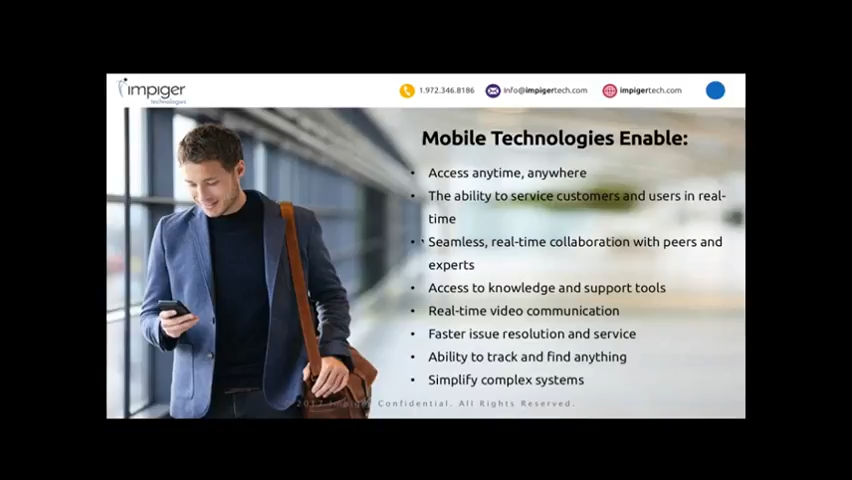 impiger
technologies
1.972.346.8186
info@impigertech.com
impigertech.com
Mobile Technologies Enable:
• Access anytime, anywhere
• The ability to service customers and users in real-
time
• Seamless, real-time collaboration with peers and
experts
• Access to knowledge and support tools
• Real-time video communication
• Faster issue resolution and service
• Ability to track and find anything
• Simplify complex systems
Impiger Confidential. All Rights Reserved.